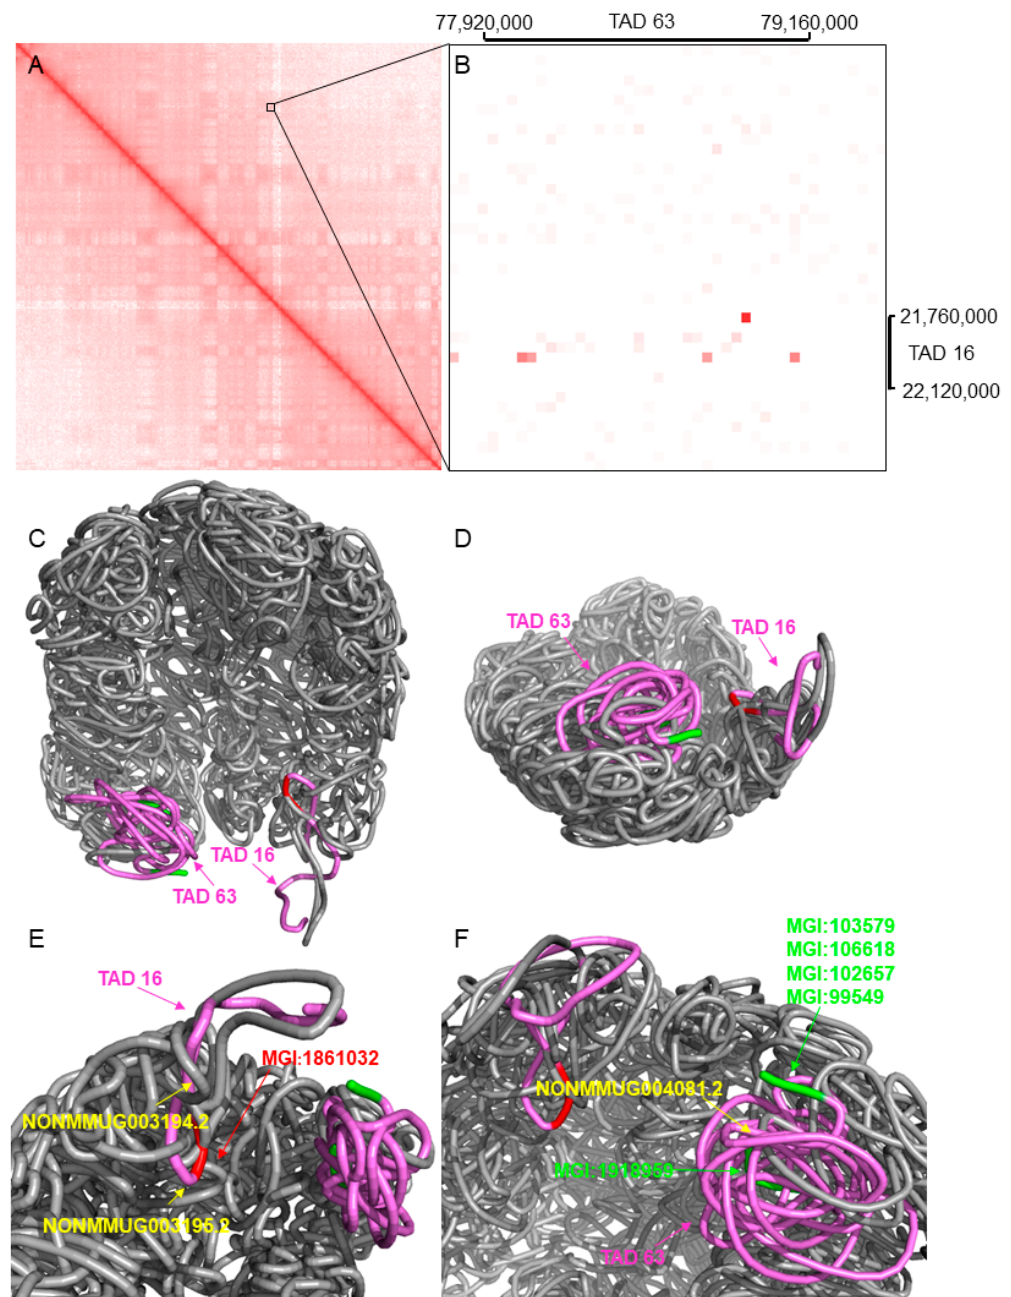 77,920,000 TAD 63 79,160,000
A
B
21,760,000
TAD 16
22,120,000
C
D
TAD 63
TAD 16
TAD 16
TAD 63
E
F
MGI:103579
MGI:106618
MGI:102657
MGI:99549
TAD 16
MGI:1861032
NONMMUG003194.2
NONMMUG003195.2
NONMMUG004081.2
MGI:1918959
TAD 63